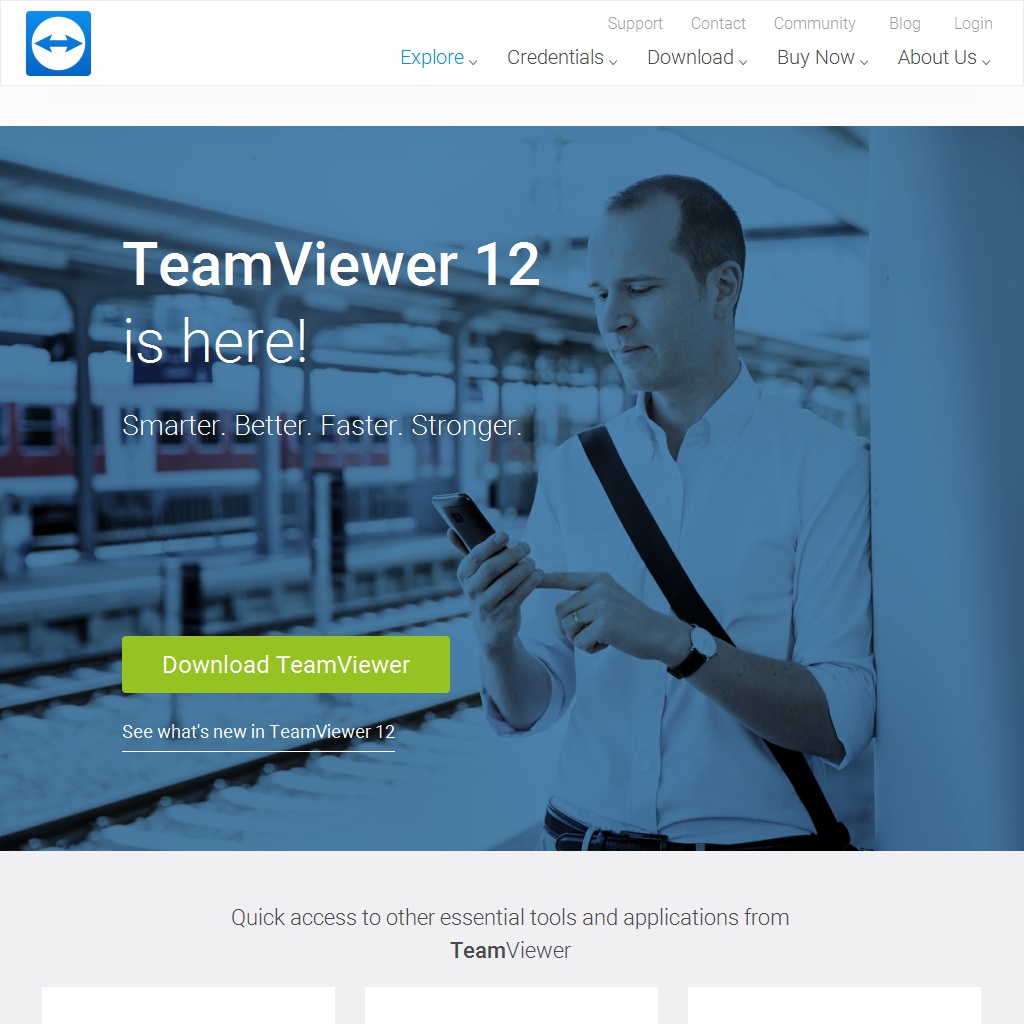 Support Contact Community Blog Login
Explore Credentials Download Buy Now About Us
TeamViewer 12
is here!
Smarter. Better. Faster. Stronger.
Download TeamViewer
See what's new in TeamViewer 12
Quick access to other essential tools and applications from
TeamViewer